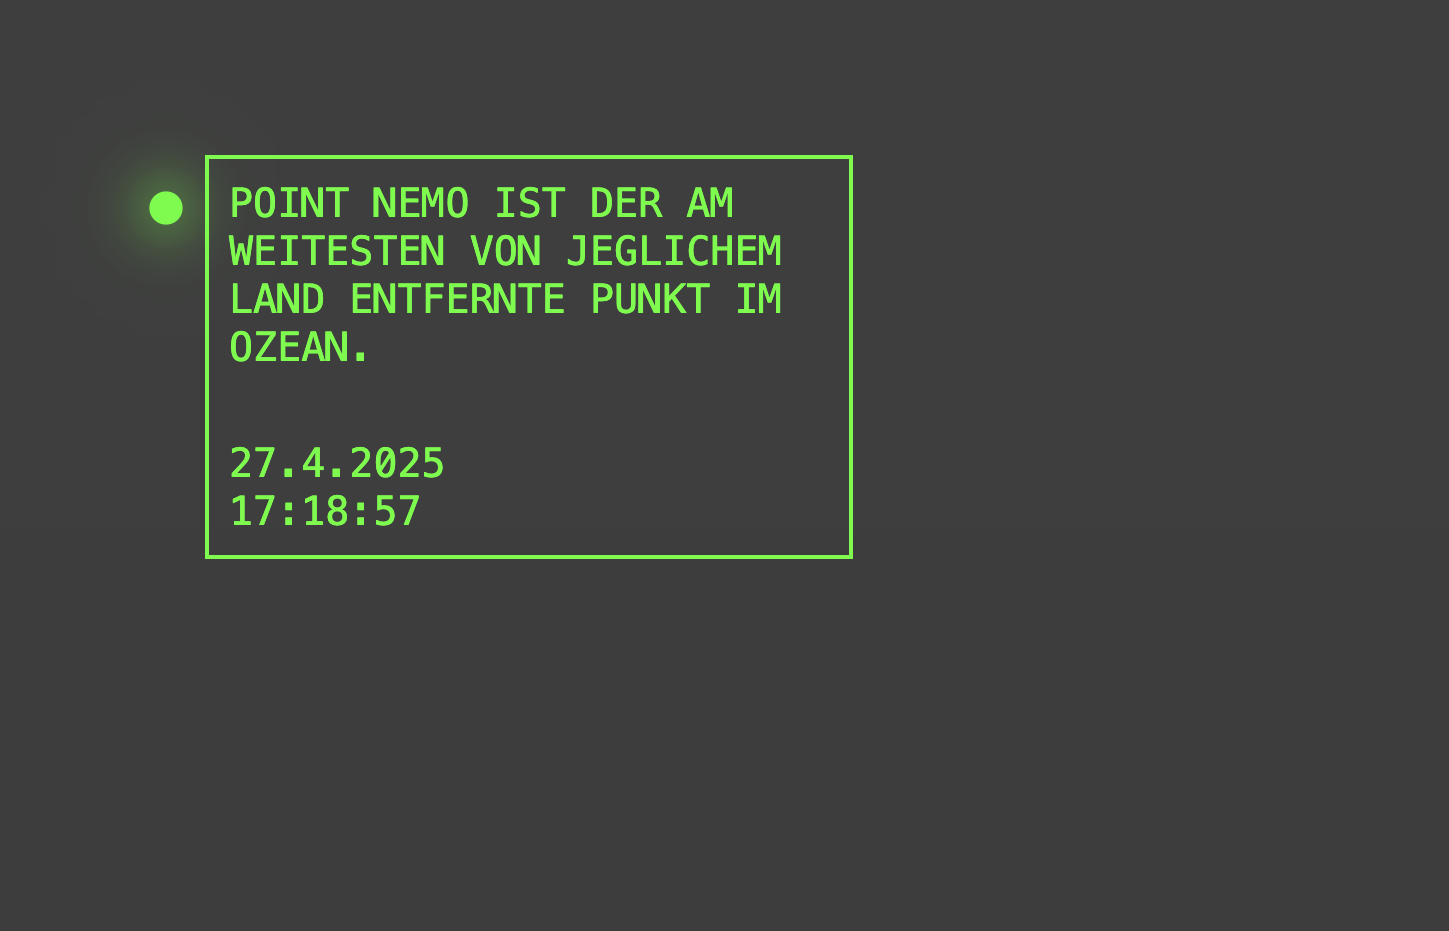 POINT NEMO IST DER AM
WEITESTEN VON JEGLICHEM
LAND ENTFERNTE PUNKT IM
OZEAN.
27.4.2025
17:18:57